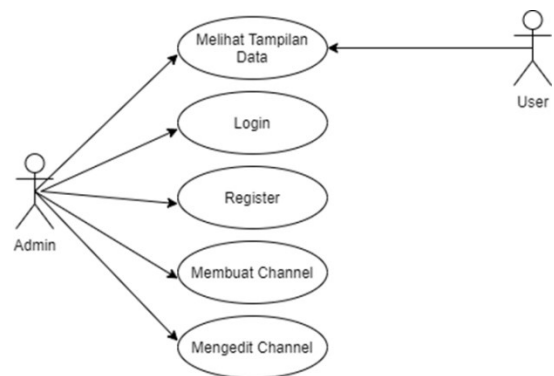 Melihat Tampilan
Data
User
Login
Register
Admin
Membuat Channel
Mengedit Channel